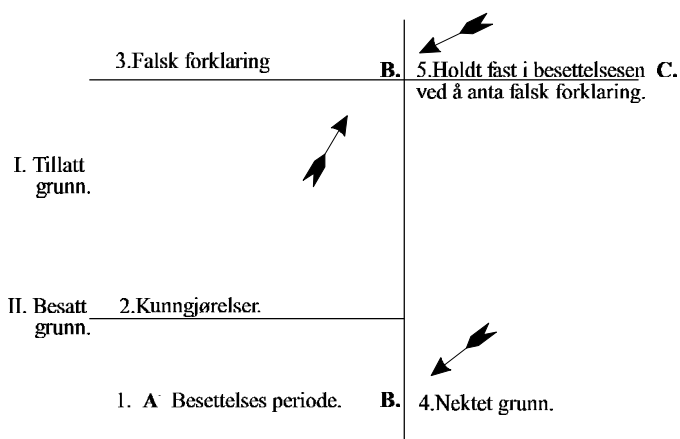 3.Falsk forklaring
B. 5.Holdt fast i besettelsesen C.
ved å anta falsk forklaring.
I. Tillatt
grunn.
II. Besatt
grunn.
2.Kunngjørelser.
1. A Besettelses periode. B. 4.Nektet grunn.